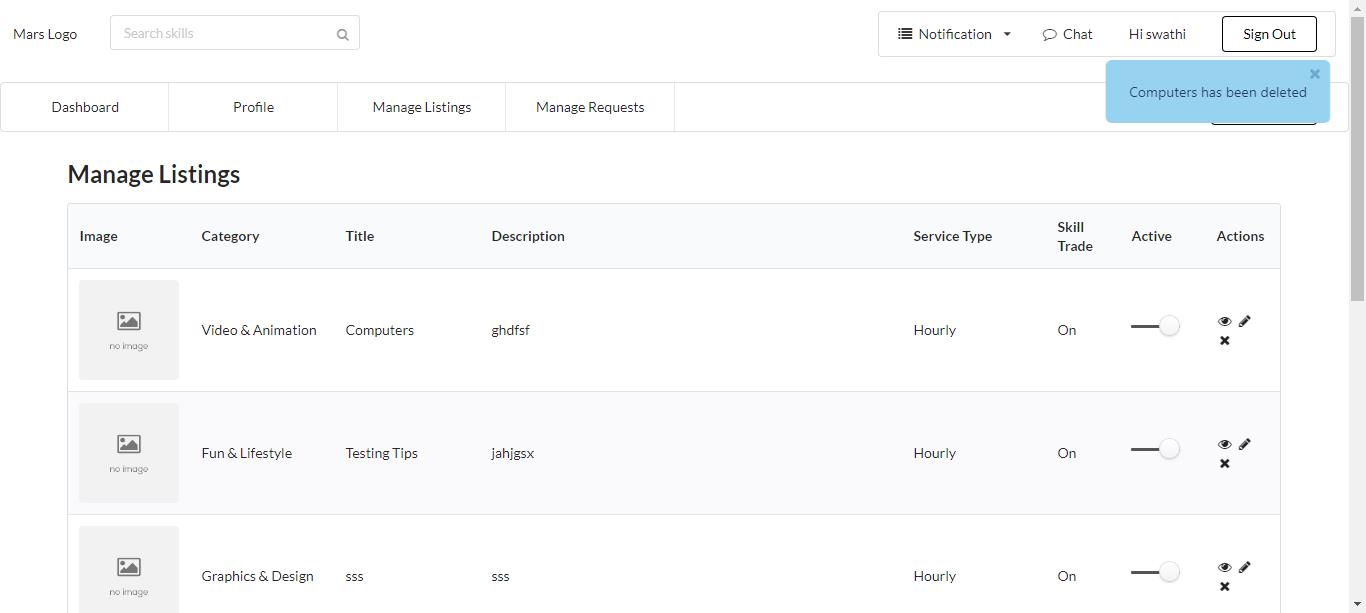 Mars Logo
Search skills
Notification
Chat
Hi swathi
Sign Out
Computers has been deleted
Dashboard
Profile
Manage Listings
Manage Requests
Manage Listings
Image
Category
Title
Description
Service Type
Skill
Trade
Active
Actions
no image
Video & Animation
Computers
ghdfsf
Hourly
On
no image
Fun & Lifestyle
Testing Tips
jahjgsx
Hourly
On
no image
Graphics & Design
sss
sss
Hourly
On